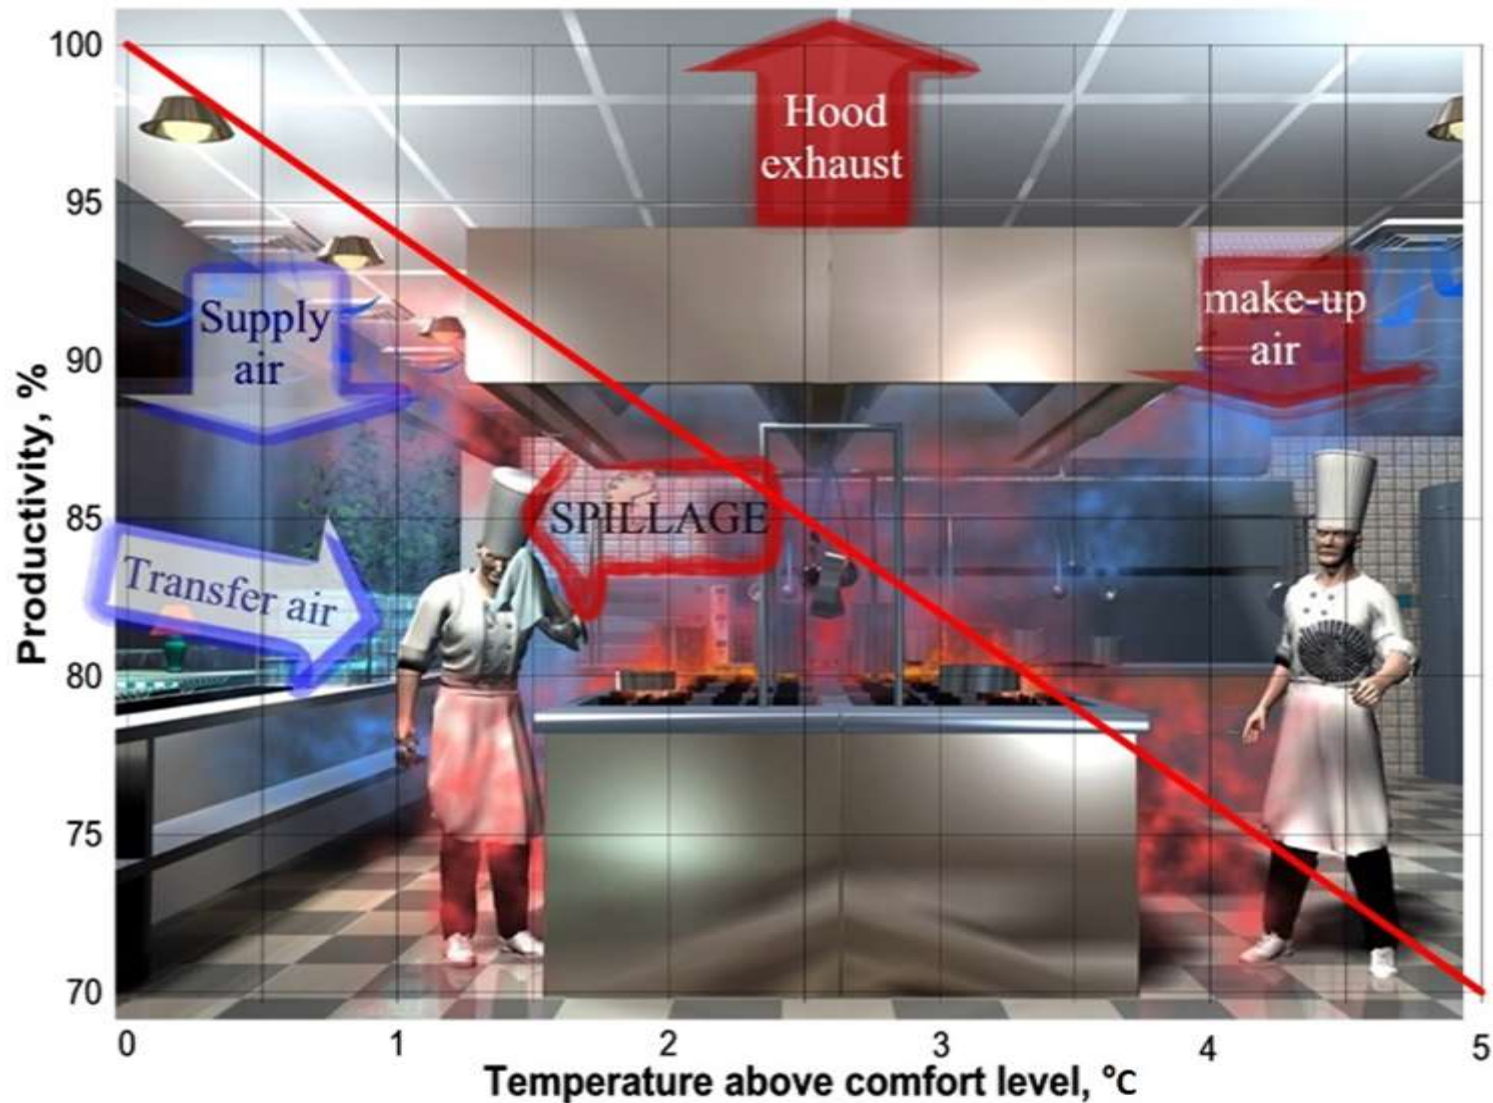 100
95
90
85
80
75
70
Productivity, %
Hood
exhaust
Supply
air
make-up
air
SPILLAGE
Transfer air
0 1 2 3 4 5
Temperature above comfort level, °C